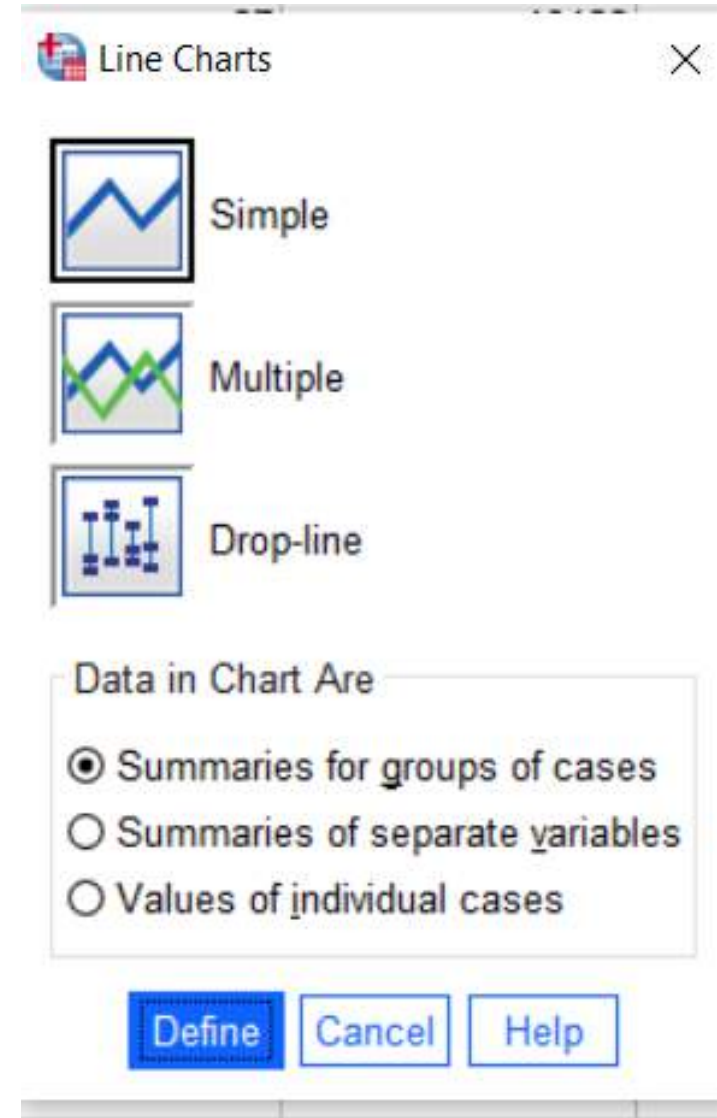 Line Charts
Simple
Multiple
Drop-line
Data in Chart Are
Summaries for groups of cases
Summaries of separate variables
Values of individual cases
Define Cancel Help